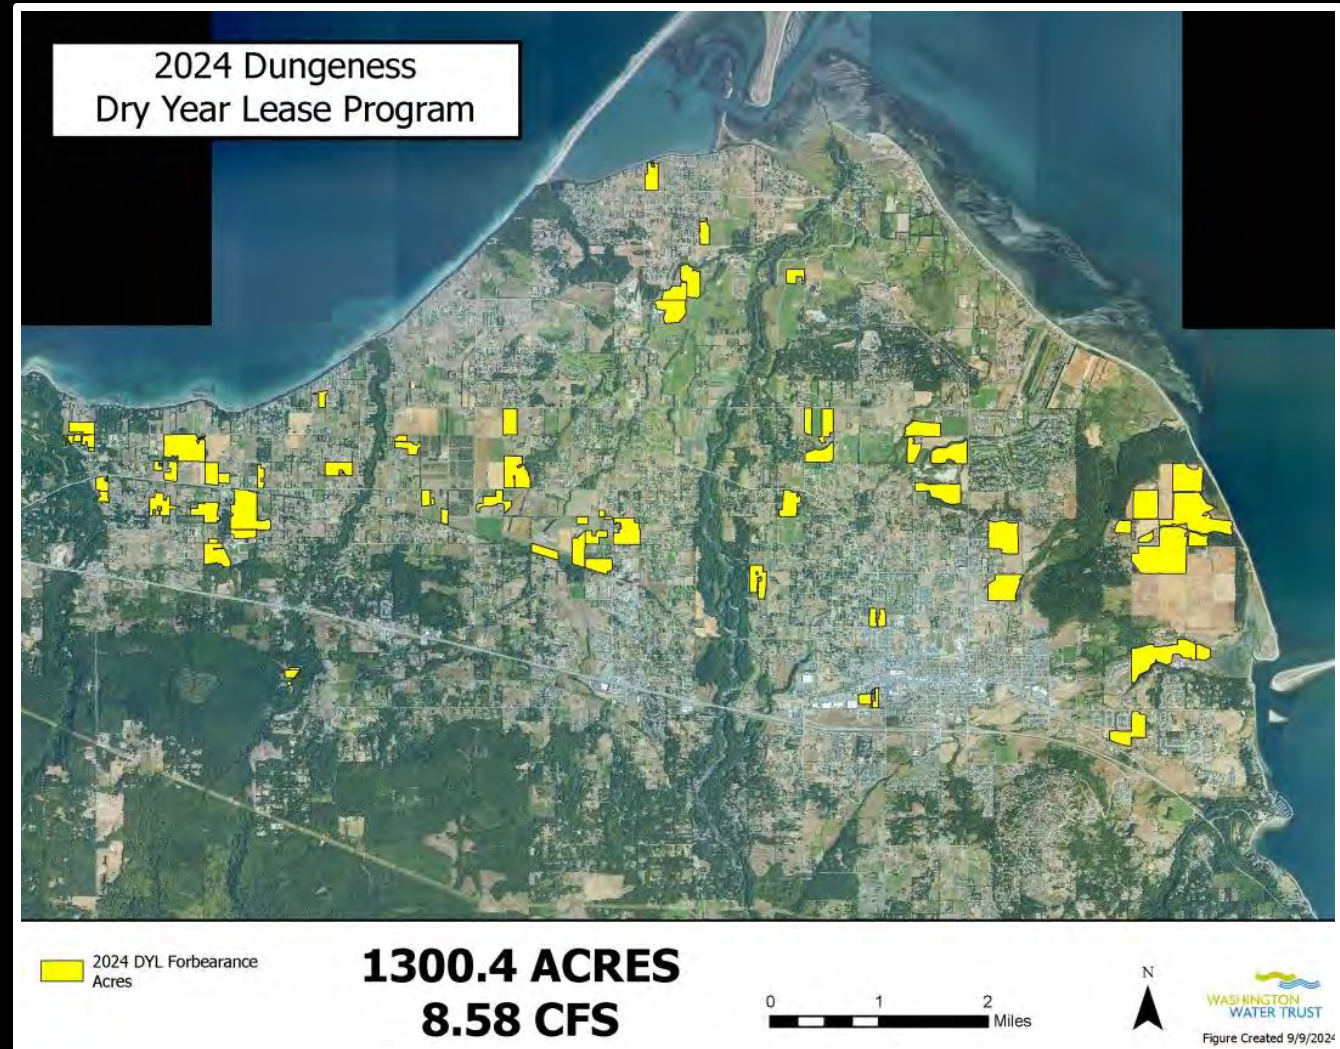 2024 Dungeness
Dry Year Lease Program
2024 DYL Forbearance
Acres
1300.4 ACRES
8.58 CFS
0 1 2
Miles
N
WASHINGTON
WATER TRUST
Figure Created 9/9/2024